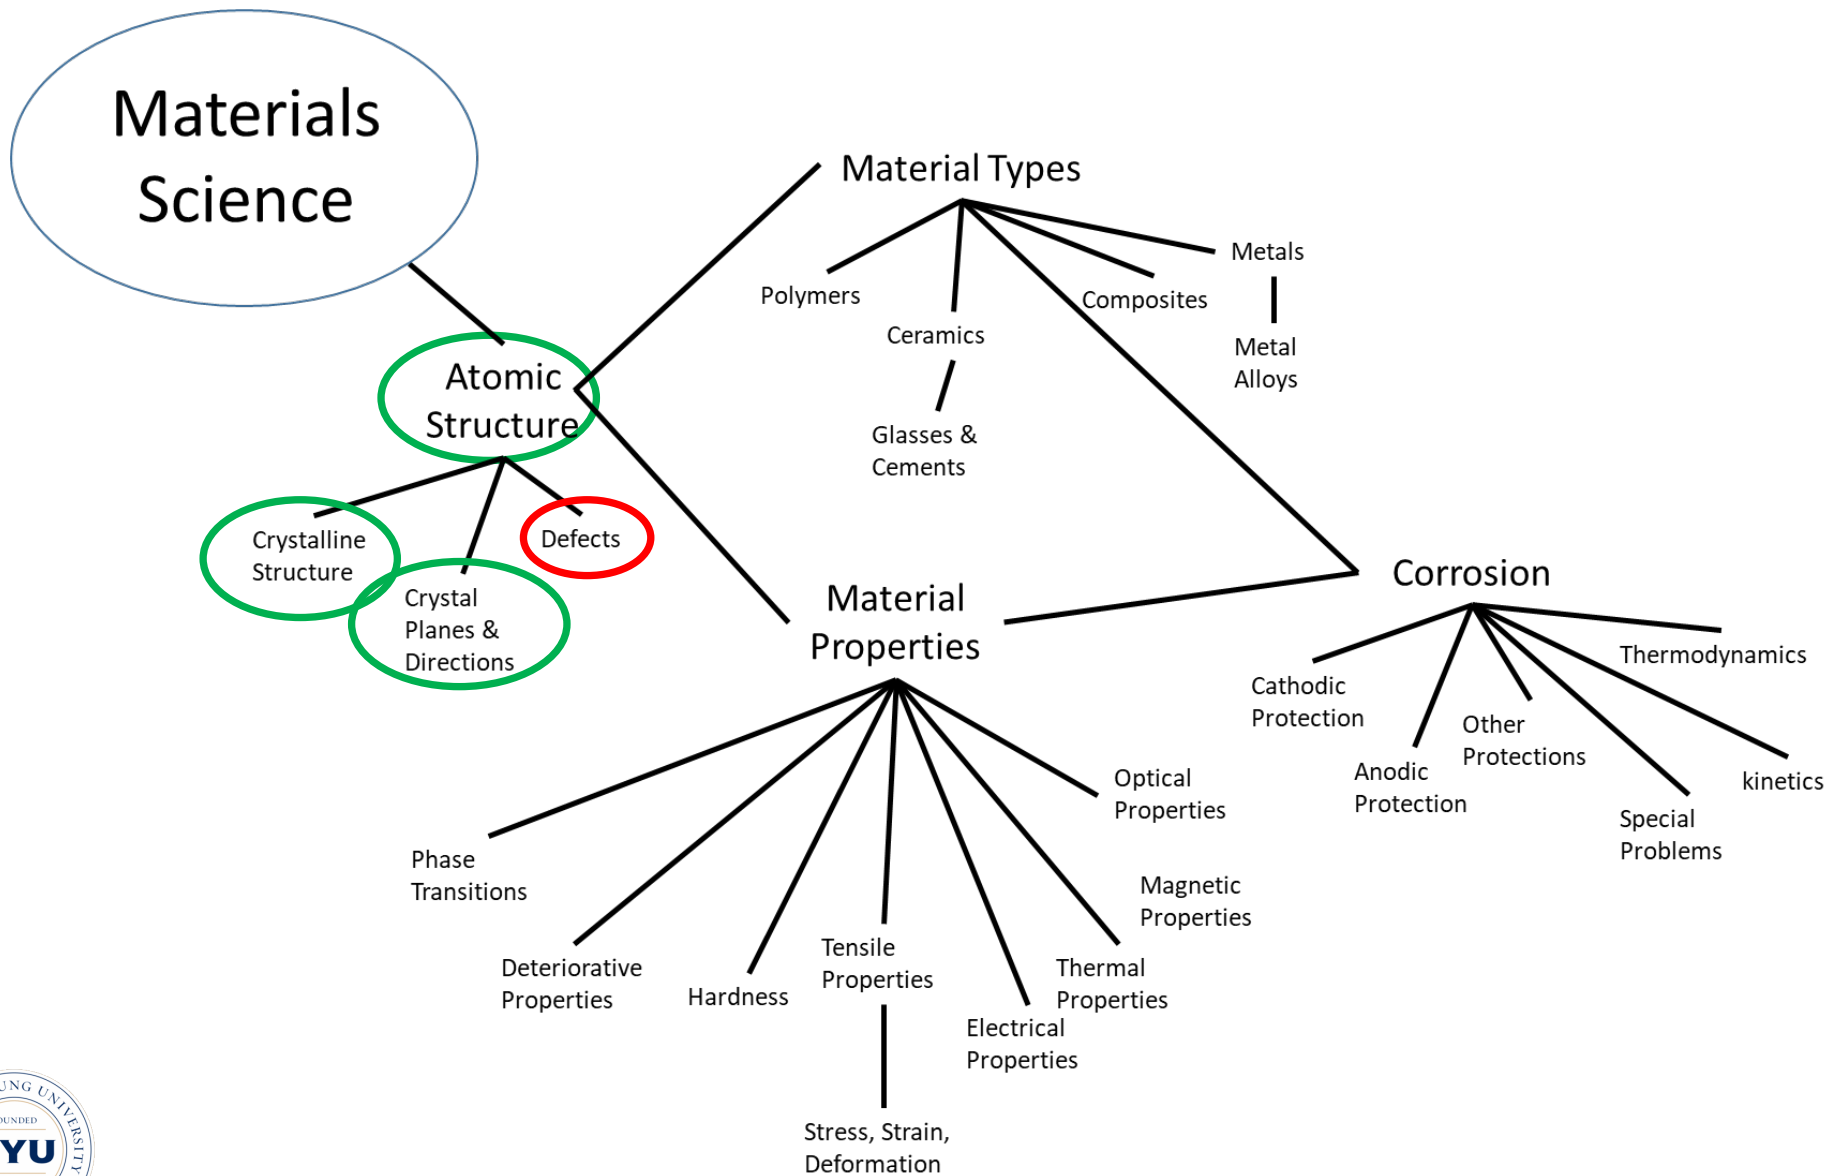 Materials
Science
Material Types
Polymers
Ceramics
Glasses &
Cements
Composites
Metals
Metal
Alloys
Atomic
Structure
Crystalline
Structure
Crystal
Planes &
Directions
Defects
Material
Properties
Phase
Transitions
Deteriorative
Properties
Hardness
Tensile
Properties
Stress, Strain,
Deformation
Electrical
Properties
Thermal
Properties
Magnetic
Properties
Optical
Properties
Corrosion
Cathodic
Protection
Anodic
Protection
Other
Protections
Special
Problems
kinetics
Thermodynamics
UNIVERSITY
YU